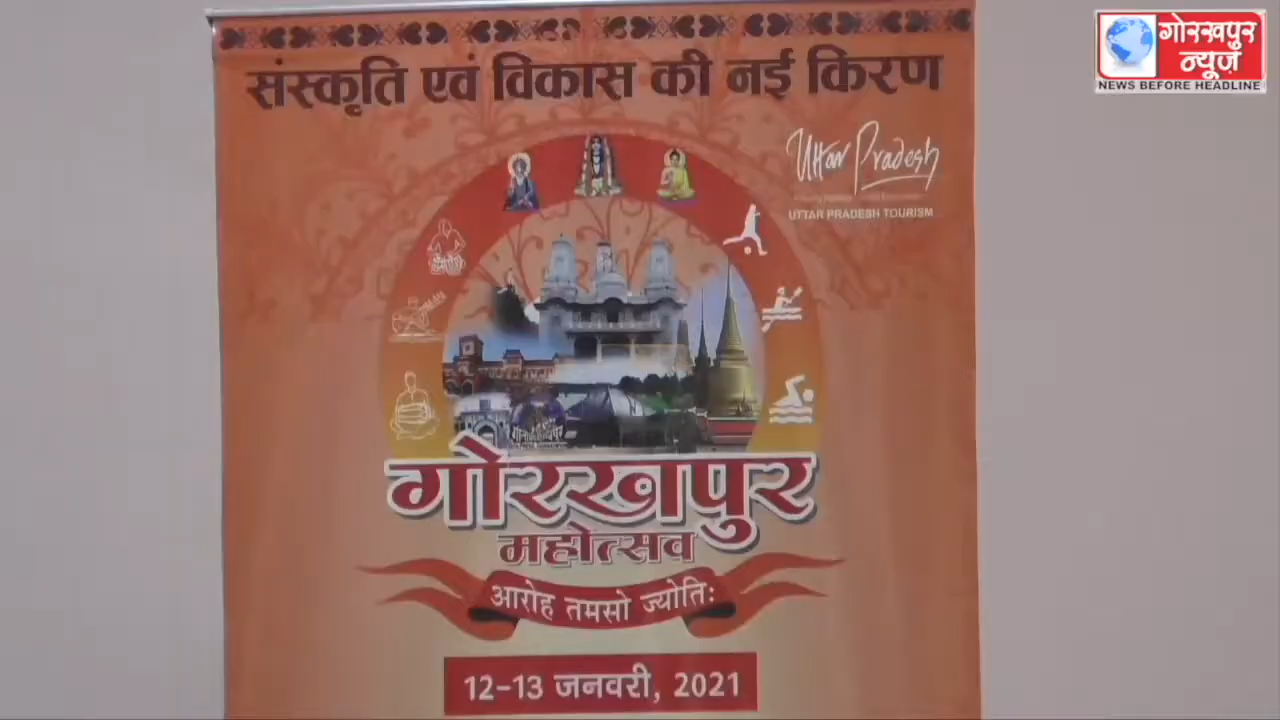 संस्कृति एवं विकास की नई किरण
गोरखपुर
न्यूज़
NEWS BEFORE HEADLINE
Uttar Pradesh
UTTAR PRADESH TOURISM
गोरखपुर
महोत्सव
आरोह तमसो ज्योतिः
12-13 जनवरी, 2021